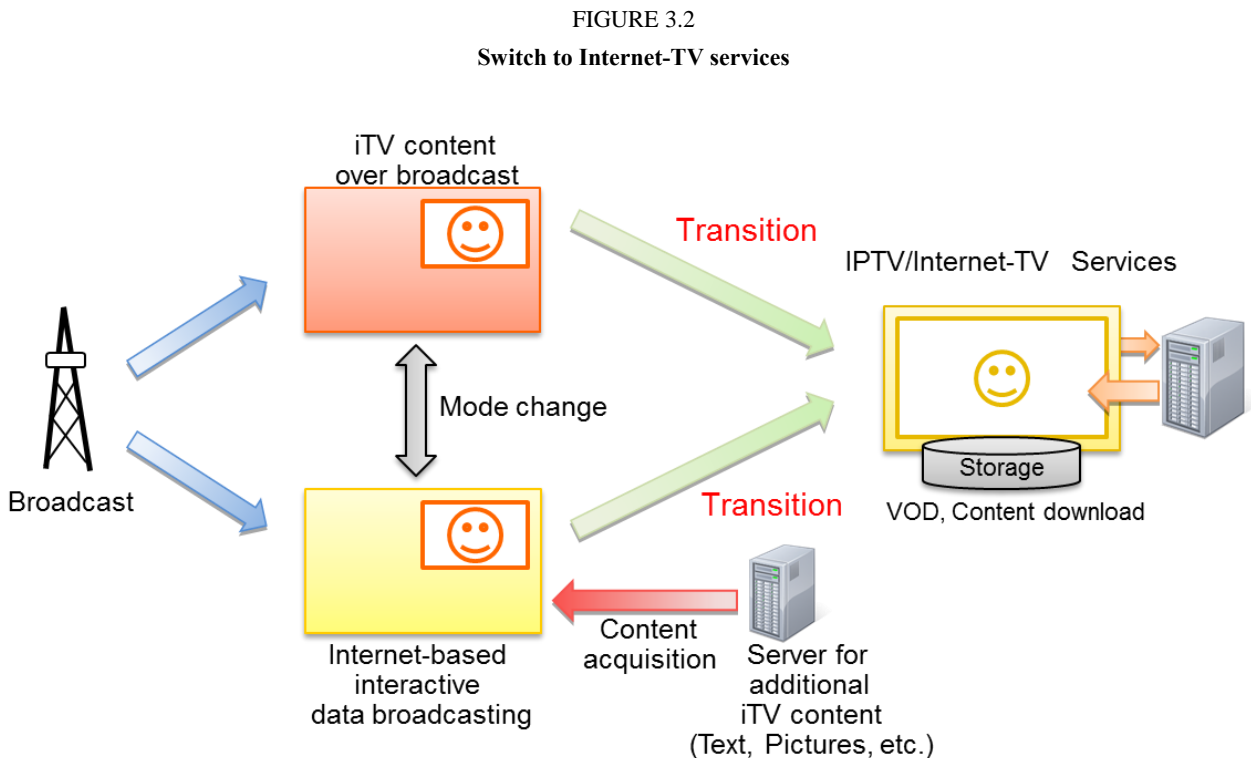 FIGURE 3.2
Switch to Internet-TV services
iTV content
over broadcast
Transition
IPTV/Internet-TV Services
Mode change
Broadcast
Storage
VOD, Content download
Transition
Content
acquisition
Internet-based
interactive
data broadcasting
Server for
additional
iTV content
(Text, Pictures, etc.)